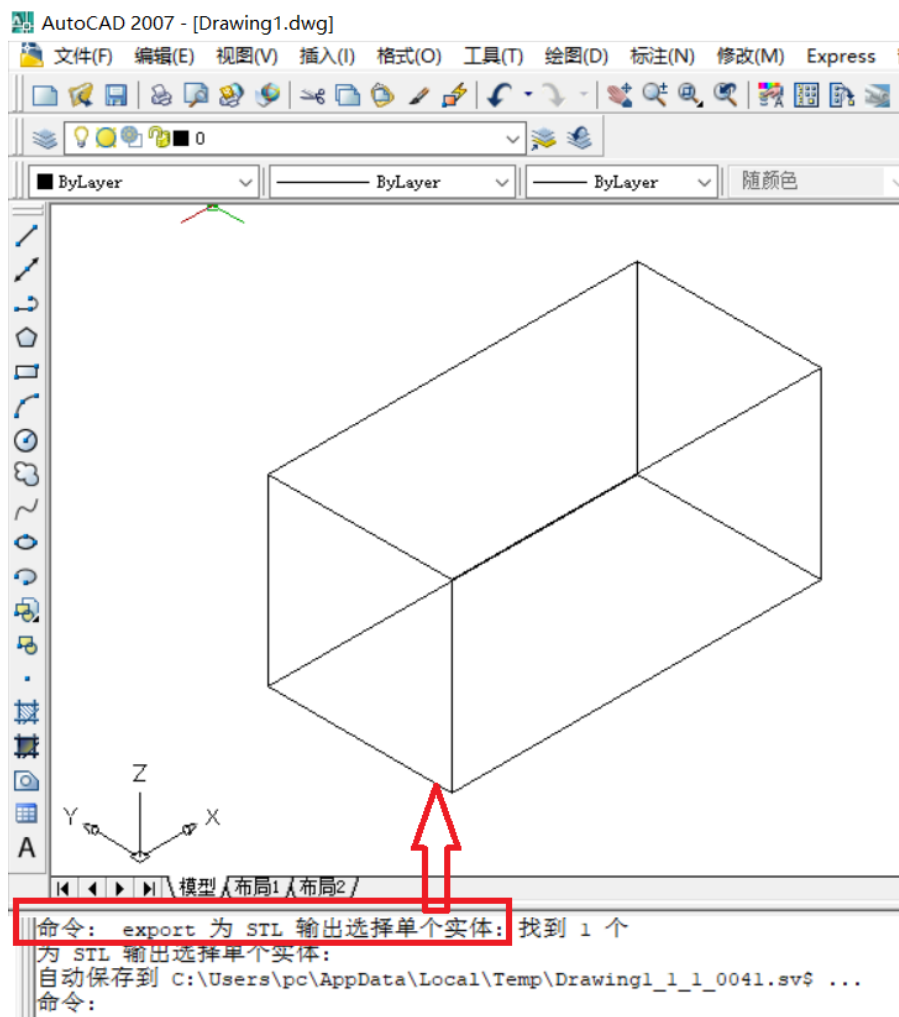 AutoCAD 2007 - [Drawing1.dwg]
文件(F) 编辑(E) 视图(V) 插入(I) 格式(O) 工具(T) 绘图(D) 标注(N) 修改(M) Express
0
ByLayer ByLayer ByLayer 随颜色
A
Z
Y X
模型 布局1 布局2
命令: export 为 STL 输出选择单个实体: 找到 1 个
为 STL 输出选择单个实体:
自动保存到 C:\Users\pc\AppData\Local\Temp\Drawing1_1_1_0041.sv$ ...
命令: